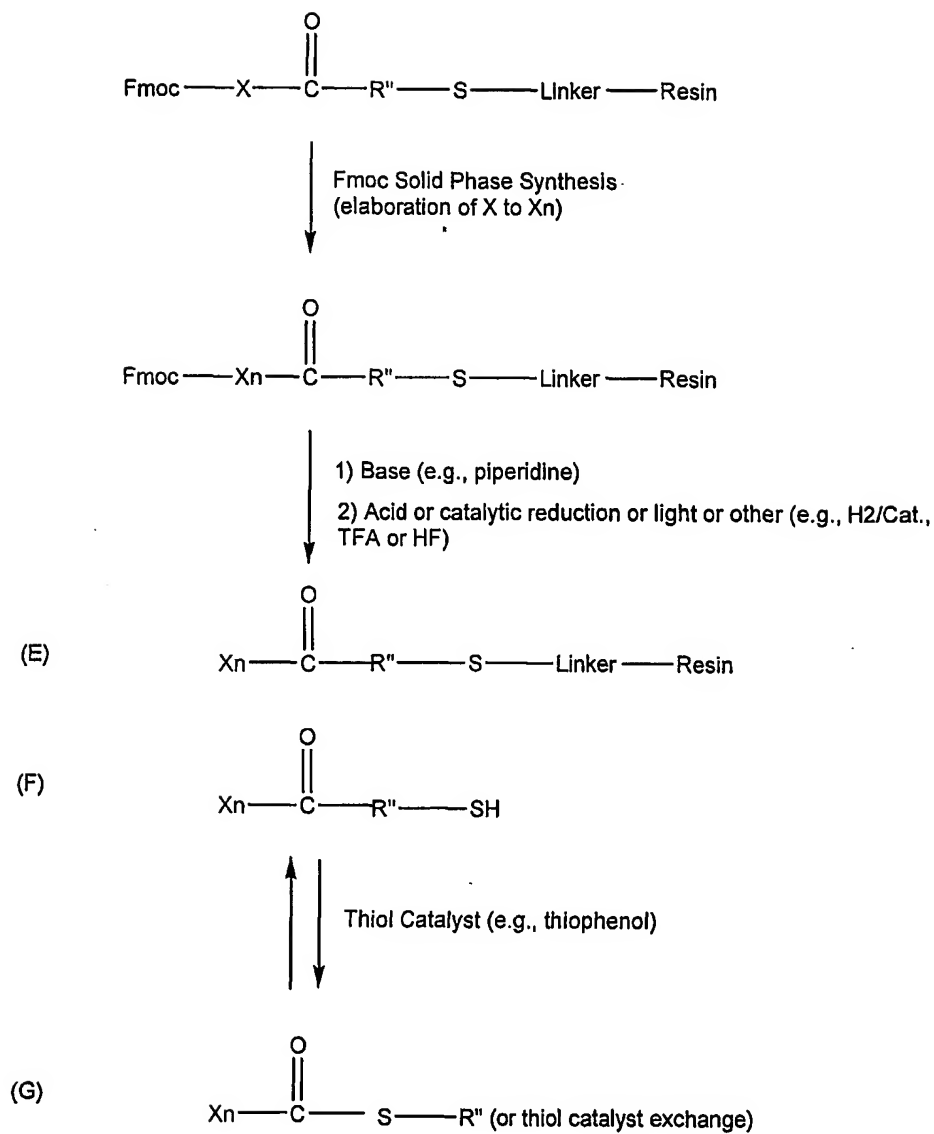 O
Fmoc X C R" S Linker Resin
Fmoc Solid Phase Synthesis
(elaboration of X to Xn)
O
Fmoc Xn C R" S Linker Resin
1) Base (e.g., piperidine)
2) Acid or catalytic reduction or light or other (e.g., H2/Cat.,
TFA or HF)
O
(E) Xn C R" S Linker Resin
O
(F) Xn C R" SH
Thiol Catalyst (e.g., thiophenol)
O
(G) Xn C S R" (or thiol catalyst exchange)